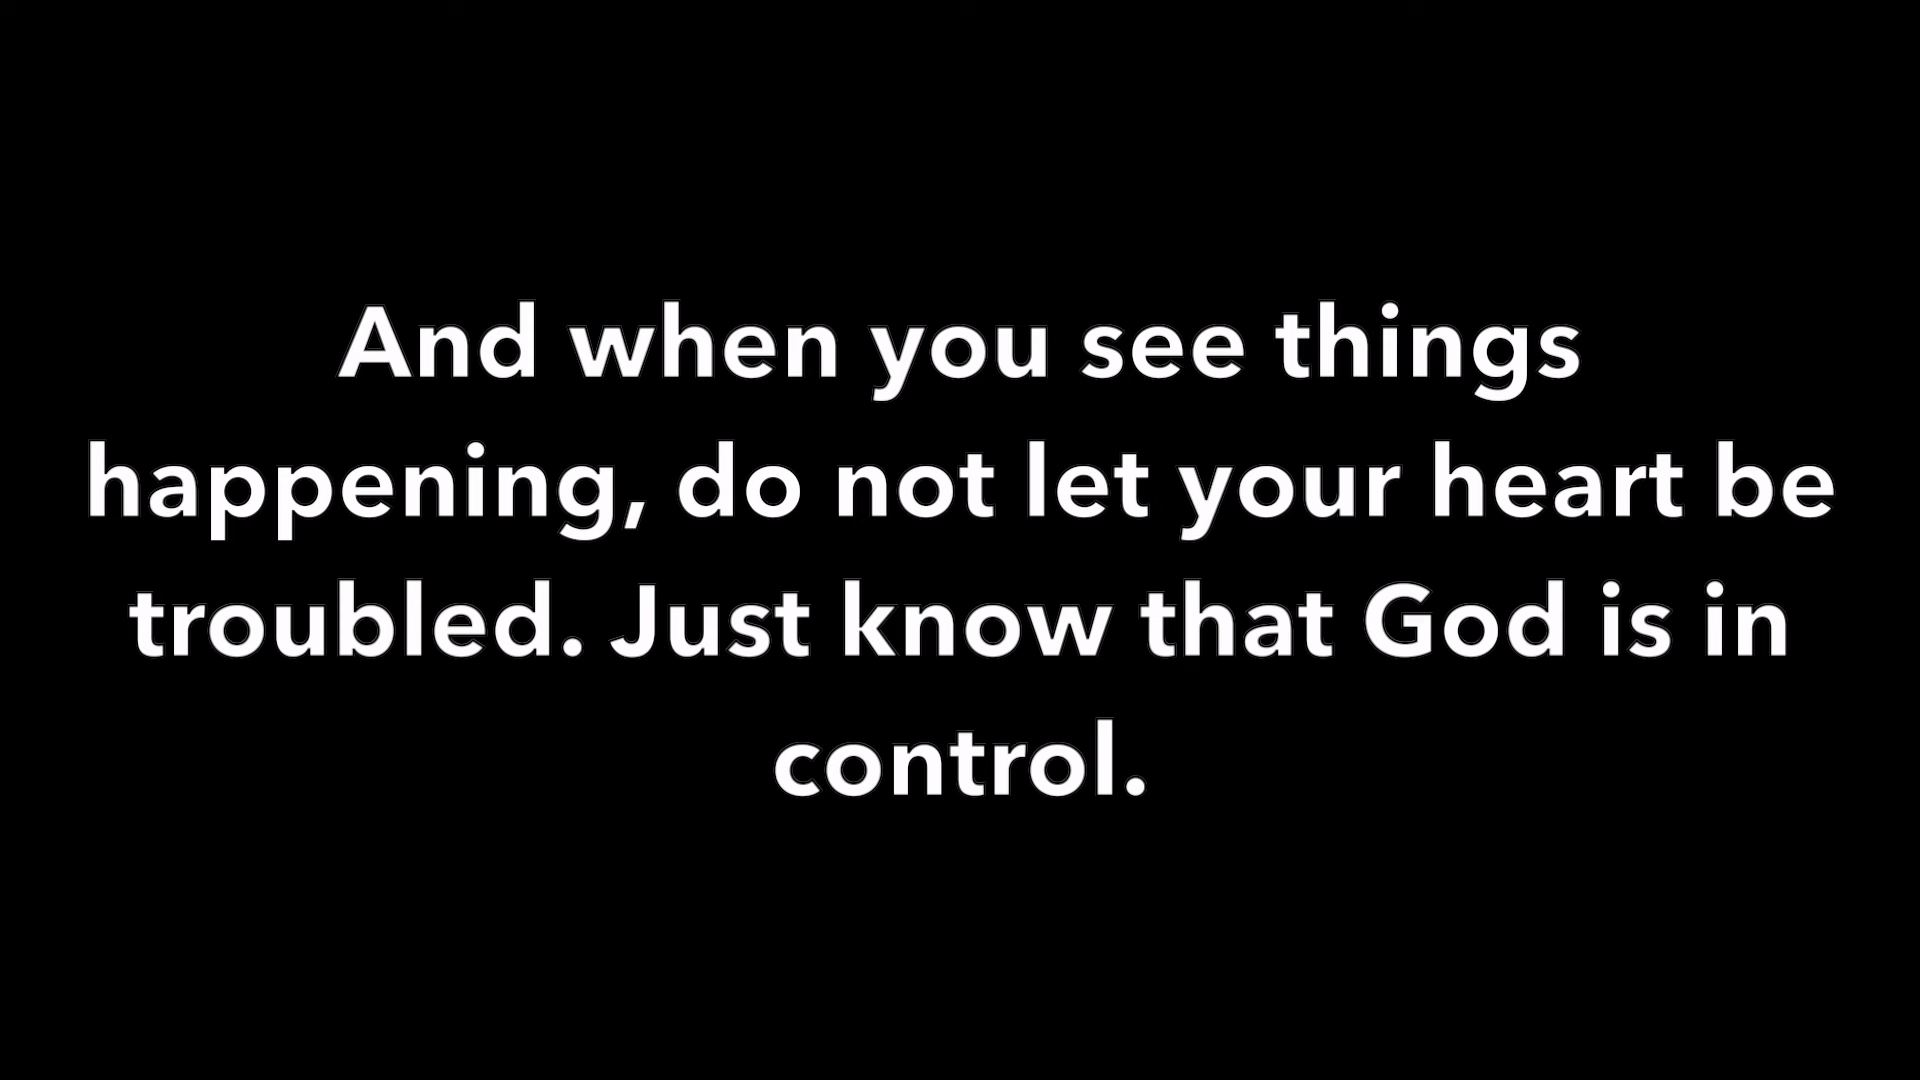 And when you see things
happening, do not let your heart be
troubled. Just know that God is in
control.